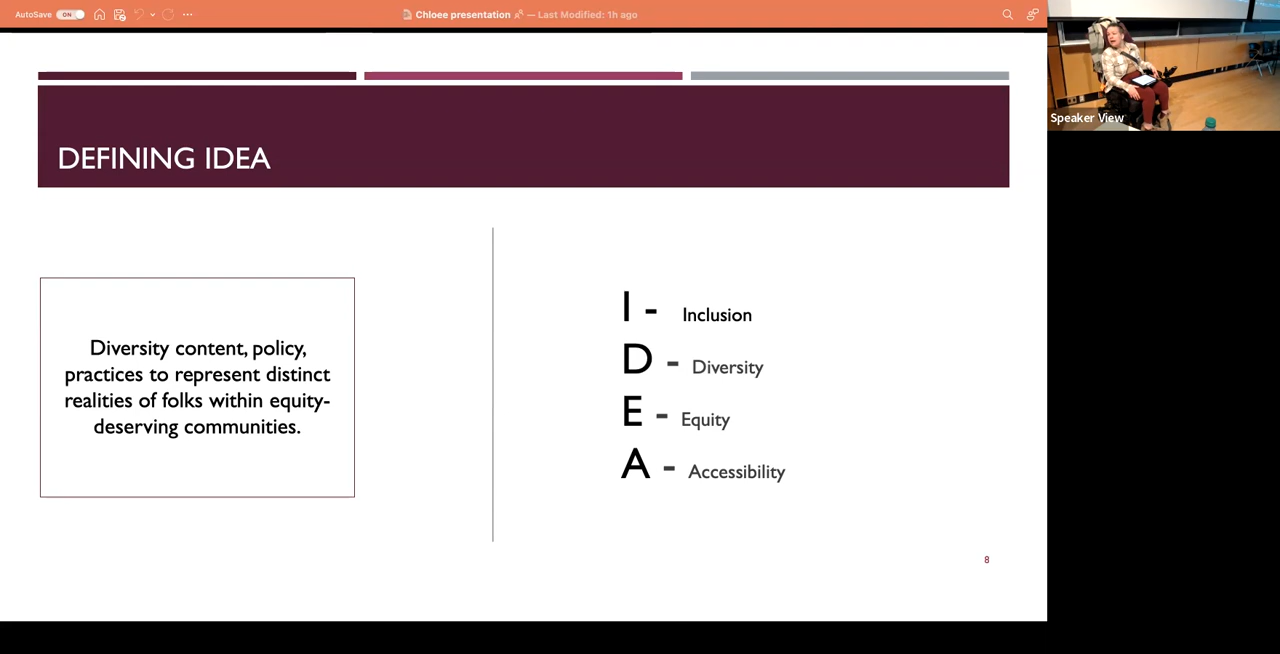 AutoSave ON
Chloee presentation — Last Modified: 1h ago
Speaker View
DEFINING IDEA
Diversity content, policy,
practices to represent distinct
realities of folks within equity-
deserving communities.
I - Inclusion
D - Diversity
E - Equity
A - Accessibility
8